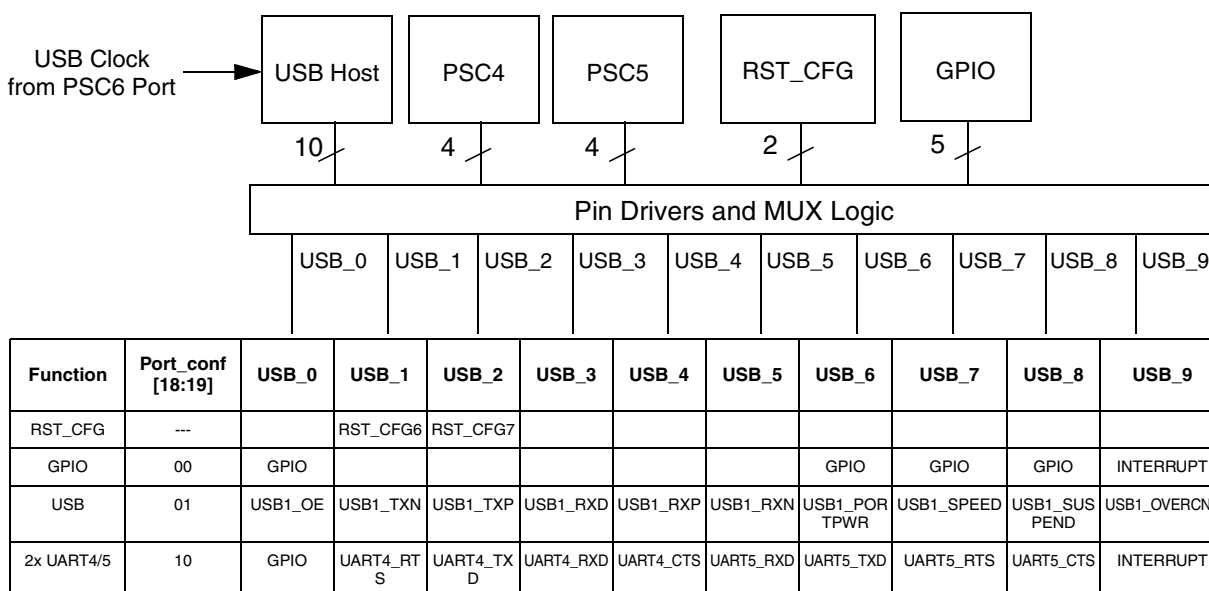 USB Clock
from PSC6 Port
USB Host
PSC4
PSC5
RST_CFG
GPIO
10
4
4
2
5
Pin Drivers and MUX Logic
USB_0 USB_1 USB_2 USB_3 USB_4 USB_5 USB_6 USB_7 USB_8 USB_9
Function Port_conf [18:19] USB_0 USB_1 USB_2 USB_3 USB_4 USB_5 USB_6 USB_7 USB_8 USB_9
RST_CFG --- RST_CFG6 RST_CFG7
GPIO 00 GPIO GPIO GPIO GPIO INTERRUPT
USB 01 USB1_OE USB1_TXN USB1_TXP USB1_RXD USB1_RXP USB1_RXN USB1_POR TPWR USB1_SPEED USB1_SUS PEND USB1_OVERCN
2x UART4/5 10 GPIO UART4_RT S UART4_TX D UART4_RXD UART4_CTS UART5_RXD UART5_TXD UART5_RTS UART5_CTS INTERRUPT